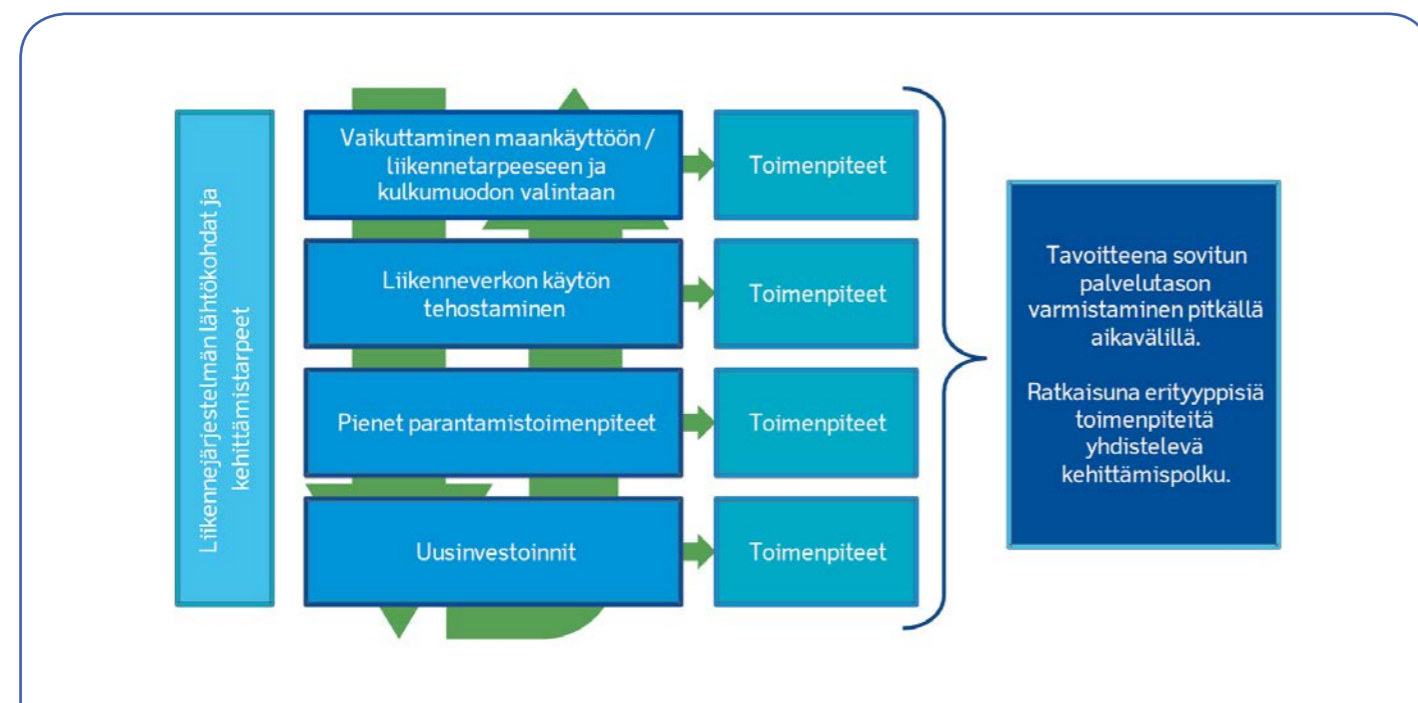 Liikennejärjestelmän lähtökohdat ja
kehittämistarpeet
Vaikuttaminen maankäyttöön /
liikennetarpeeseen ja
kulkumuodon valintaan
Toimenpiteet
Liikenneverkon käytön
tehostaminen
Toimenpiteet
Pienet parantamistoimenpiteet
Toimenpiteet
Uusinvestoinnit
Toimenpiteet
Tavoitteena sovitun
palvelutason
varmistaminen pitkällä
aikavälillä.
Ratkaisuna erityyppisiä
toimenpiteitä
yhdistelevä
kehittämispolku.